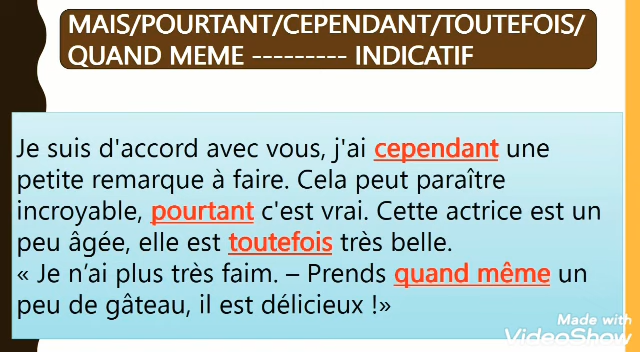 MAIS/POURTANT/CEPENDANT/TOUTEFOIS/
QUAND MEME --------- INDICATIF
Je suis d'accord avec vous, j'ai cependant une
petite remarque à faire. Cela peut paraître
incroyable, pourtant c'est vrai. Cette actrice est un
peu âgée, elle est toutefois très belle.
« Je n’ai plus très faim. – Prends quand même un
peu de gâteau, il est délicieux !»
Made with
VideoShow